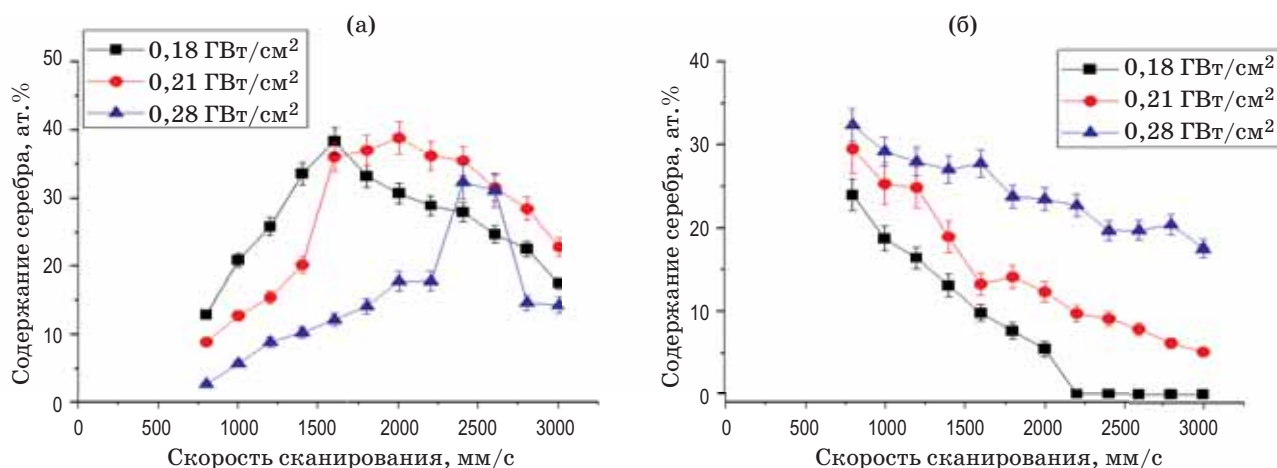 (а)
0,18 ГВт/см²
0,21 ГВт/см²
0,28 ГВт/см²
Содержание серебра, ат.%
50
40
30
20
10
0
0
500
1000
1500
2000
2500
3000
Скорость сканирования, мм/с
(б)
0,18 ГВт/см²
0,21 ГВт/см²
0,28 ГВт/см²
Содержание серебра, ат.%
40
30
20
10
0
0
500
1000
1500
2000
2500
3000
Скорость сканирования, мм/с